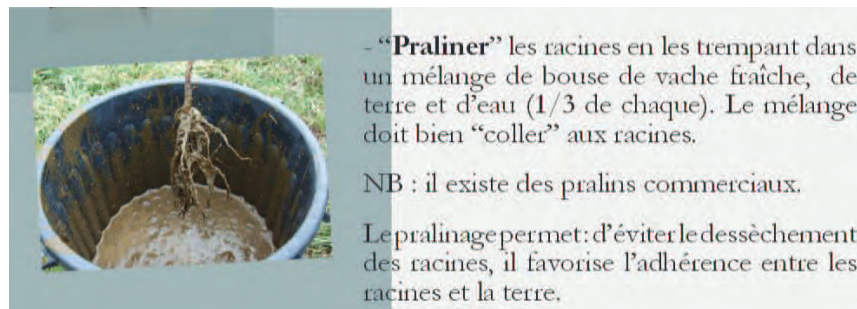 - “Praliner” les racines en les trempant dans
un mélange de bouse de vache fraîche, de
terre et d’eau (1/3 de chaque). Le mélange
doit bien “coller” aux racines.
NB : il existe des pralins commerciaux.
Le pralinage permet : d’éviter le dessèchement
des racines, il favorise l’adhérence entre les
racines et la terre.